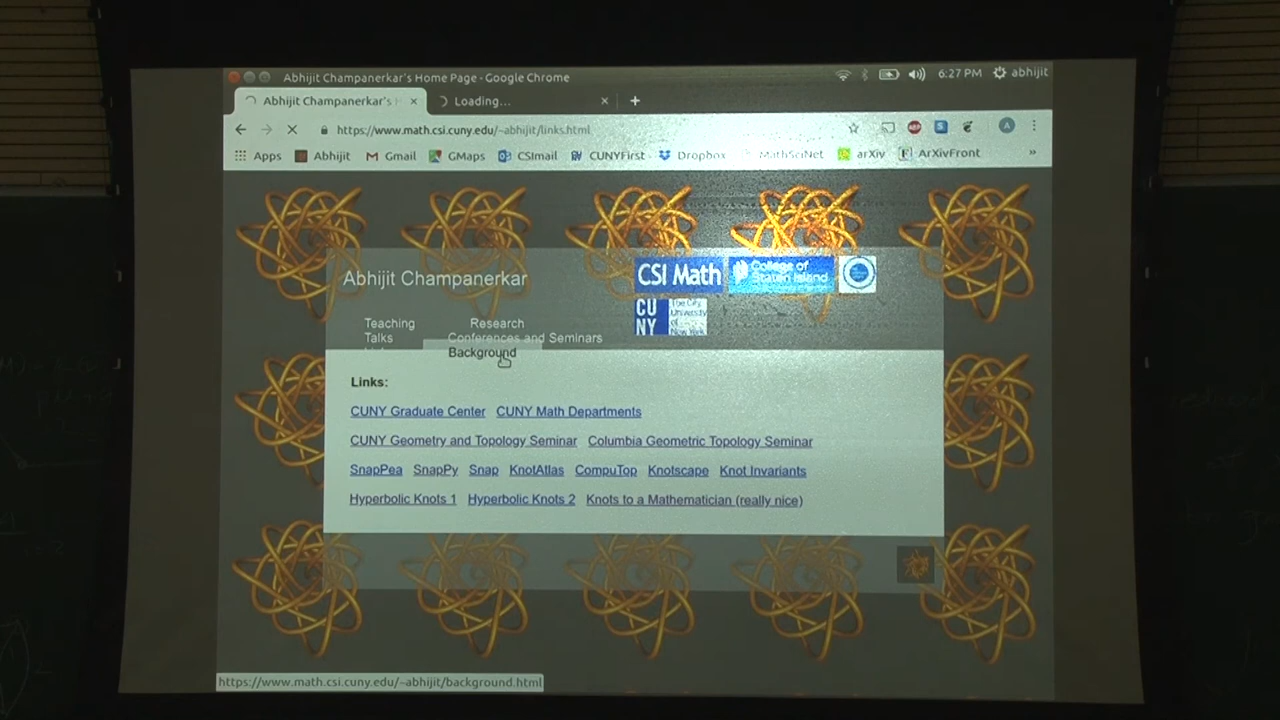 Abhijit Champanerkar's Home Page - Google Chrome 6:27 PM abhijit
Abhijit Champanerkar's H Loading...
https://www.math.csi.cuny.edu/~abhijit/links.html
Apps Abhijit Gmail GMaps CSImail CUNYFirst Dropbox MathSciNet arXiv ArXivFront »
Abhijit Champanerkar
CSI Math College of Staten Island
CU NY The City University of New York
Teaching Research
Talks Conferences and Seminars
Background
Links:
CUNY Graduate Center CUNY Math Departments
CUNY Geometry and Topology Seminar Columbia Geometric Topology Seminar
SnapPea SnapPy Snap KnotAtlas CompuTop Knotscape Knot Invariants
Hyperbolic Knots 1 Hyperbolic Knots 2 Knots to a Mathematician (really nice)
https://www.math.csi.cuny.edu/~abhijit/background.html